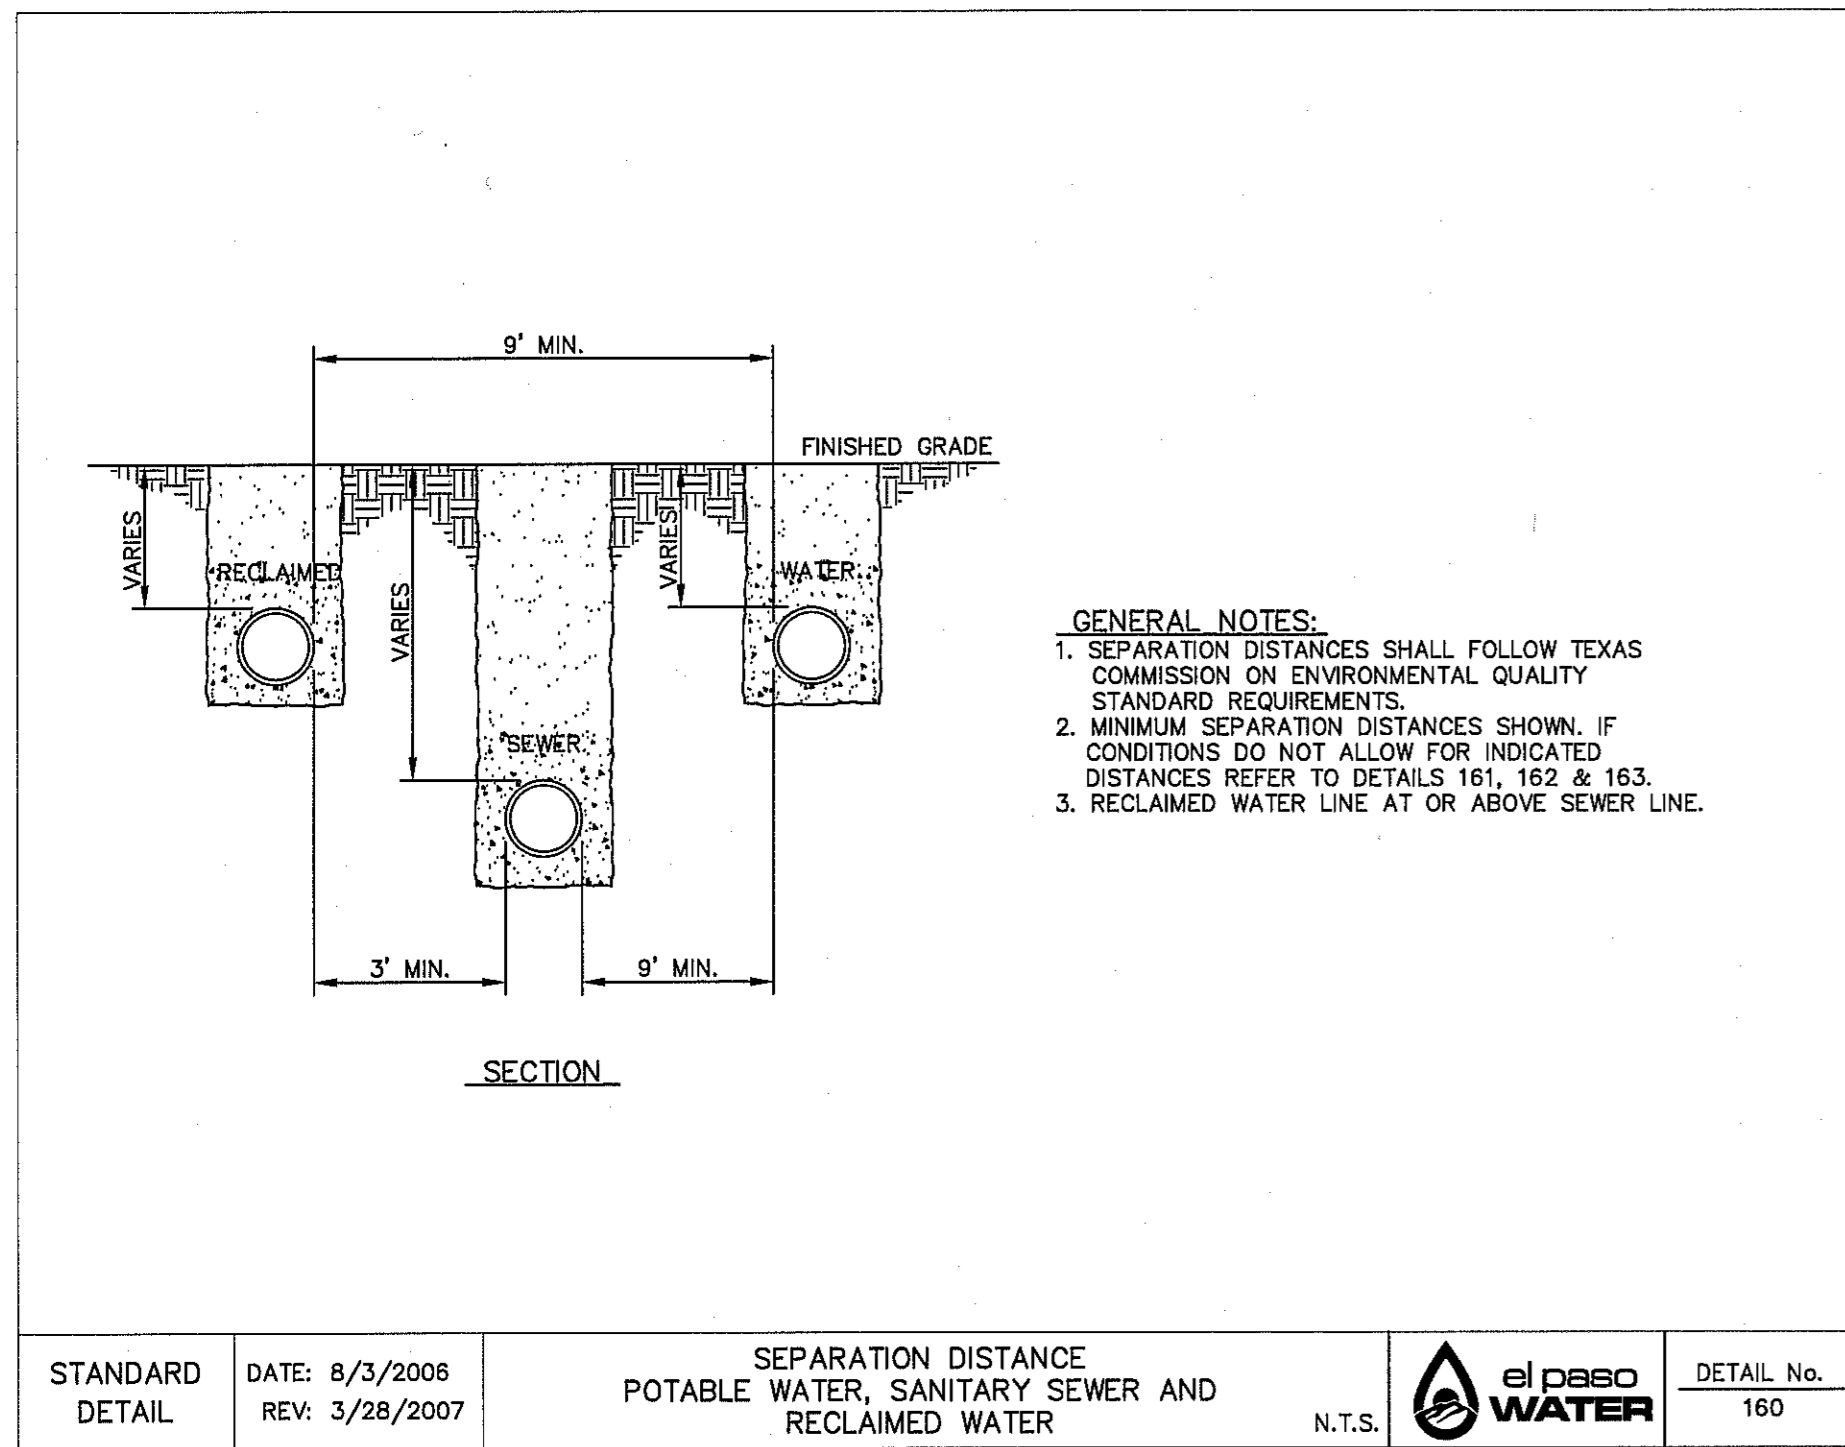 9' MIN.
FINISHED GRADE
VARIES
RECLAIMED
VARIES
VARIES
WATER
SEWER
3' MIN.
9' MIN.
SECTION
GENERAL NOTES:
1. SEPARATION DISTANCES SHALL FOLLOW TEXAS
COMMISSION ON ENVIRONMENTAL QUALITY
STANDARD REQUIREMENTS.
2. MINIMUM SEPARATION DISTANCES SHOWN. IF
CONDITIONS DO NOT ALLOW FOR INDICATED
DISTANCES REFER TO DETAILS 161, 162 & 163.
3. RECLAIMED WATER LINE AT OR ABOVE SEWER LINE.
STANDARD
DETAIL
DATE: 8/3/2006
REV: 3/28/2007
SEPARATION DISTANCE
POTABLE WATER, SANITARY SEWER AND
RECLAIMED WATER
N.T.S.
el paso
WATER
DETAIL No.
160